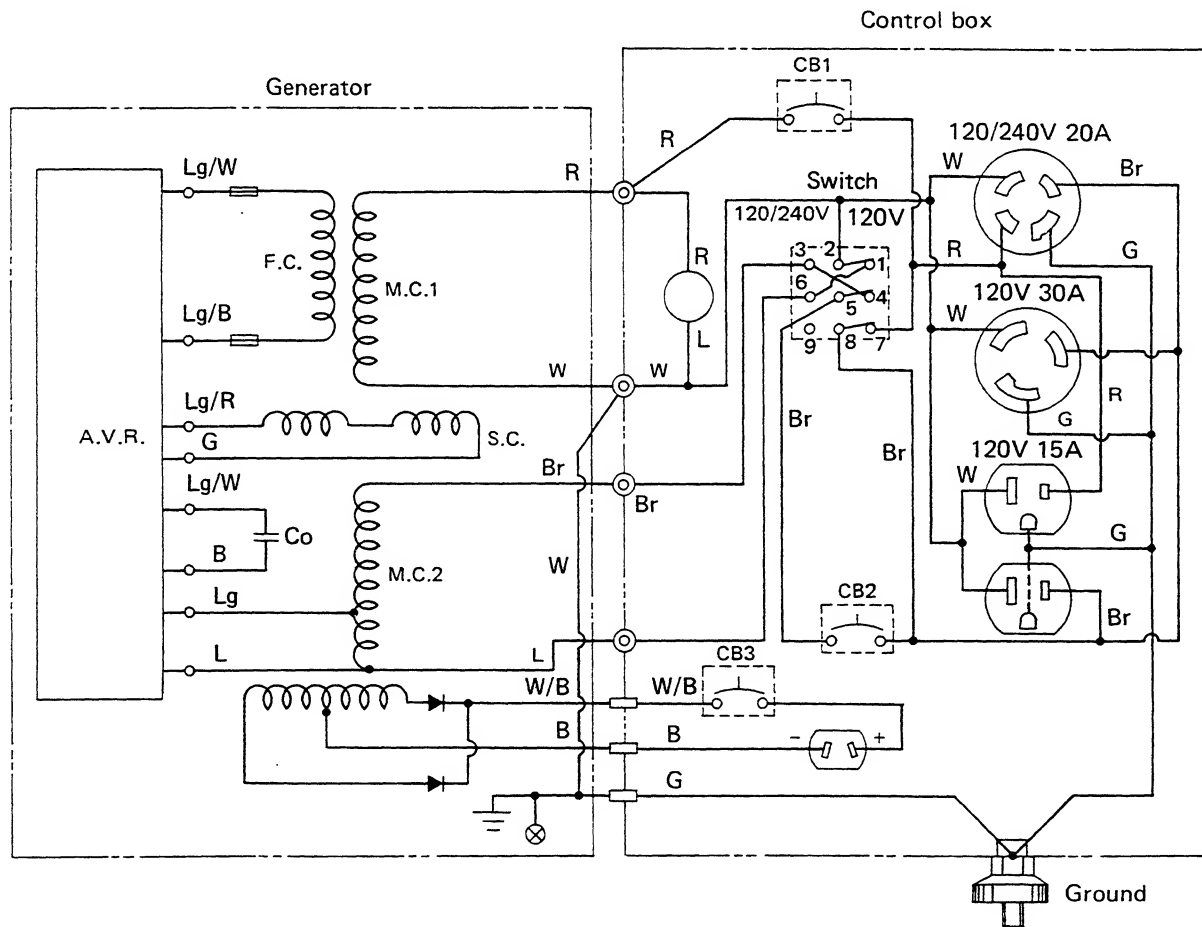 Control box
Generator
CB1
120/240V 20A
W
Br
R
Lg/W
R
Switch
120/240V
120V
3
2
1
F.C.
M.C.1
R
R
G
6
5
4
120V 30A
W
9
8
7
L
Lg/B
W
W
R
Lg/R
G
S.C.
A.V.R.
Br
G
120V 15A
Br
W
Lg/W
Br
Br
Co
B
W
G
M.C.2
CB2
Lg
Br
L
L
CB3
W/B
W/B
B
B
-
+
G
Ground